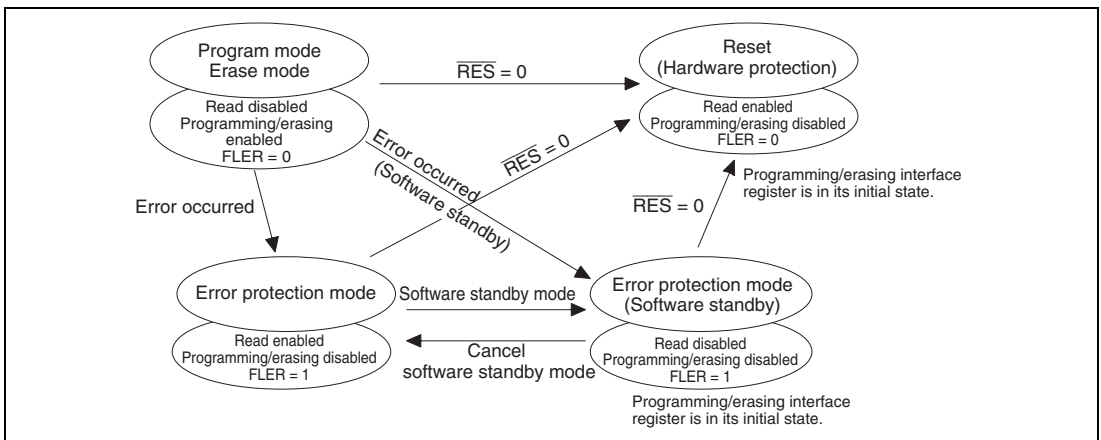 Program mode
Erase mode
Read disabled
Programming/erasing
enabled
FLER = 0
R̅E̅S̅ = 0
Reset
(Hardware protection)
Read enabled
Programming/erasing disabled
FLER = 0
Programming/erasing interface
register is in its initial state.
Error occurred
Error occurred
(Software standby)
R̅E̅S̅ = 0
R̅E̅S̅ = 0
Error protection mode
Read enabled
Programming/erasing disabled
FLER = 1
Software standby mode
Cancel
software standby mode
Error protection mode
(Software standby)
Read disabled
Programming/erasing disabled
FLER = 1
Programming/erasing interface
register is in its initial state.